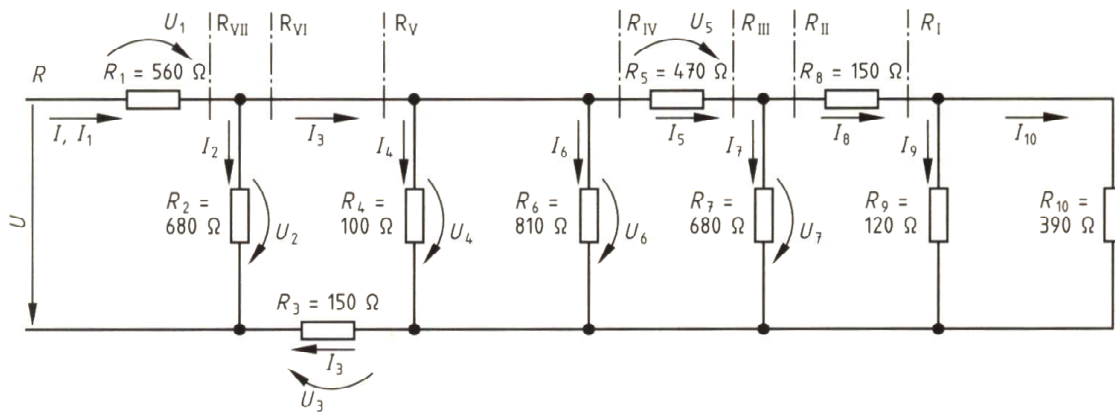 U1 RVII RVI RV RIV U5 RIII RII RI
R R1 = 560 Ω R5 = 470 Ω R8 = 150 Ω
I, I1 I2 I3 I4 I6 I5 I7 I8 I9 I10
U R2 = 680 Ω U2 R4 = 100 Ω U4 R6 = 810 Ω U6 R7 = 680 Ω U7 R9 = 120 Ω R10 = 390 Ω
R3 = 150 Ω
I3
U3